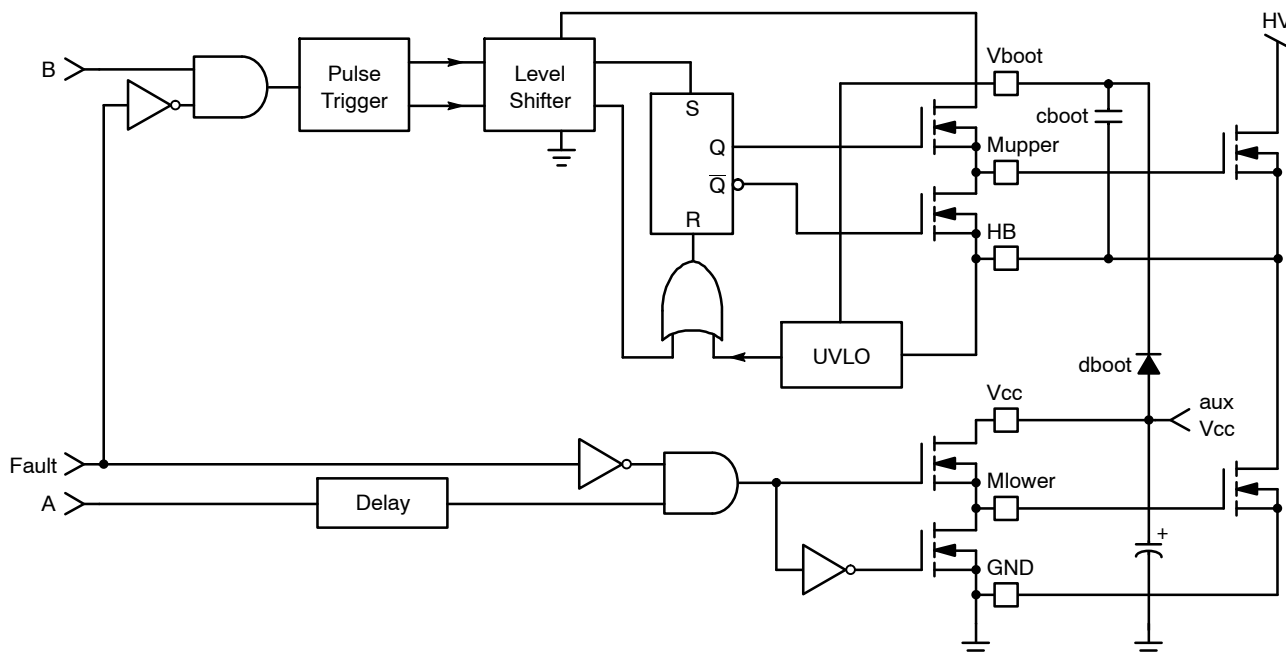 HV
B
Pulse
Trigger
Level
Shifter
Vboot
cboot
S
Q
Mupper
Q̅
R
HB
UVLO
dboot
Vcc
aux
Vcc
Fault
A
Delay
Mlower
+
GND